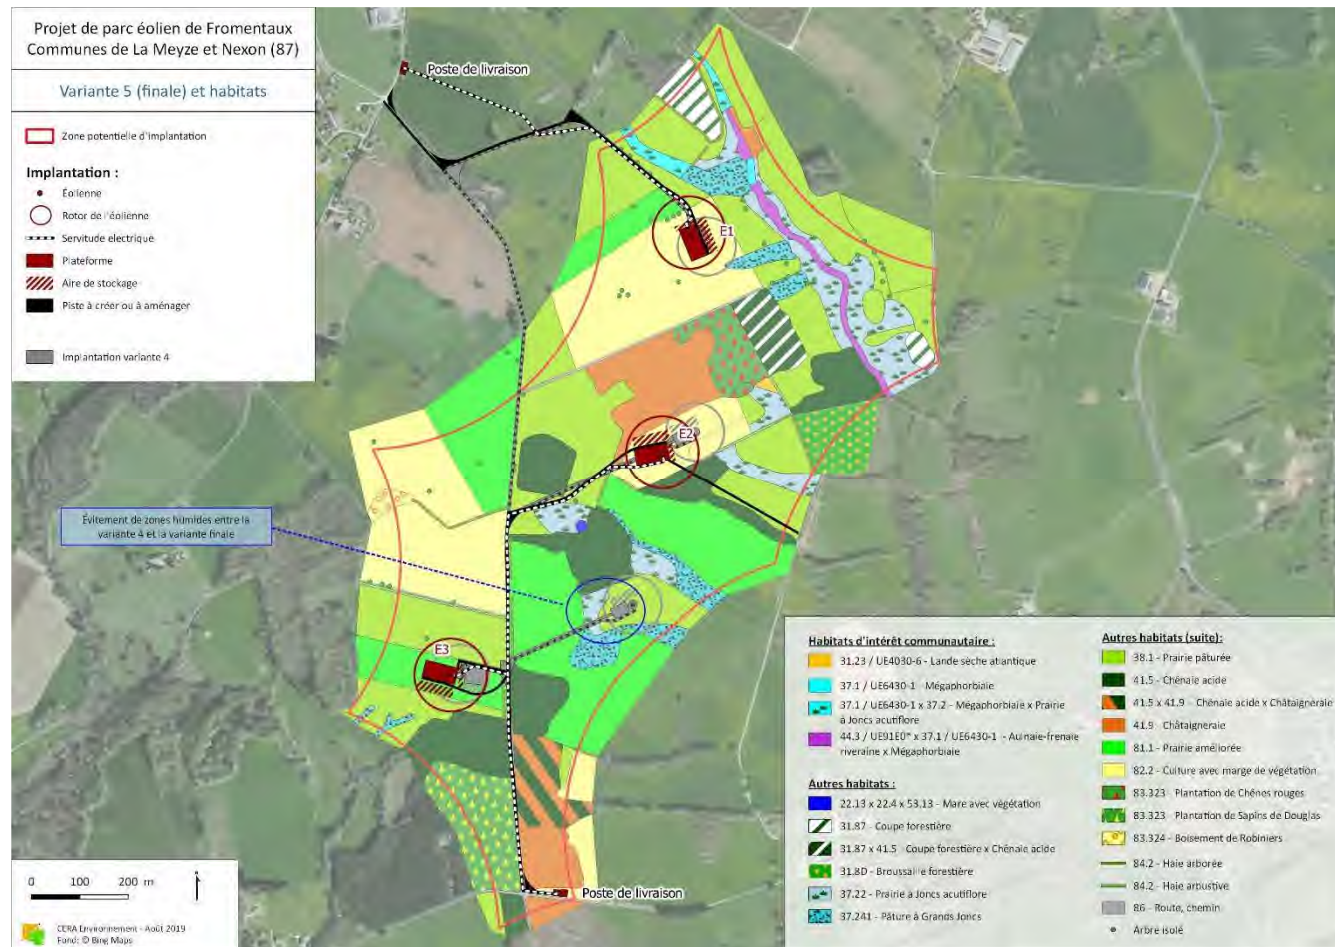 Projet de parc éolien de Fromentaux
Communes de La Meyze et Nexon (87)
Variante 5 (finale) et habitats
Zone potentielle d'implantation
Implantation :
Éolienne
Rotor de l'éolienne
Servitude electrique
Plateforme
Aire de stockage
Piste à créer ou à aménager
Implantation variante 4
Poste de livraison
E1
E2
Évitement de zones humides entre la
variante 4 et la variante finale
E3
Poste de livraison
Habitats d'intérêt communautaire :
31.23 / UE4030-6 - Lande sèche atlantique
37.1 / UE6430-1 - Mégaphorbiaie
37.1 / UE6430-1 x 37.2 - Mégaphorbiaie x Prairie
à Joncs acutiflore
44.3 / UE91E0* x 37.1 / UE6430-1 - Aulnaie-frenaie
riveraine x Mégaphorbiaie
Autres habitats :
22.13 x 22.4 x 53.13 - Mare avec végétation
31.87 - Coupe forestière
31.87 x 41.5 - Coupe forestière x Chênaie acide
31.8D - Broussaille forestière
37.22 - Prairie à Joncs acutiflore
37.241 - Pâture à Grands Joncs
Autres habitats (suite):
38.1 - Prairie pâturée
41.5 - Chênaie acide
41.5 x 41.9 - Chênaie acide x Châtaigneraie
41.9 - Châtaigneraie
81.1 - Prairie améliorée
82.2 - Culture avec marge de végétation
83.323 - Plantation de Chênes rouges
83.323 - Plantation de Sapins de Douglas
83.324 - Boisement de Robiniers
84.2 - Haie arborée
84.2 - Haie arbustive
86 - Route, chemin
Arbre isolé
0 100 200 m
CERA Environnement - Août 2019
Fond: © Bing Maps